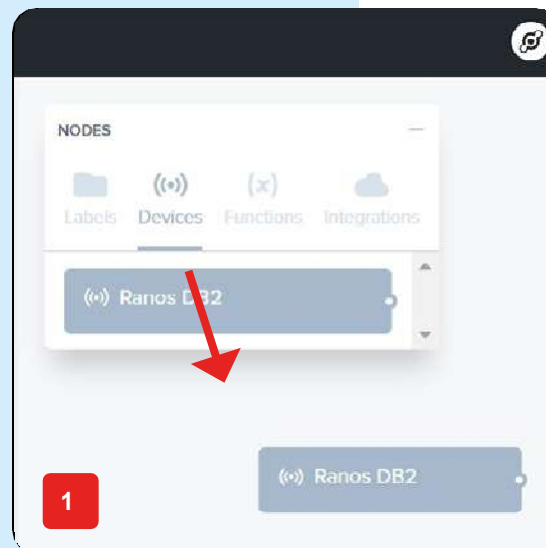 NODES
Labels Devices Functions Integrations
Ranos DB2
Ranos DB2
1